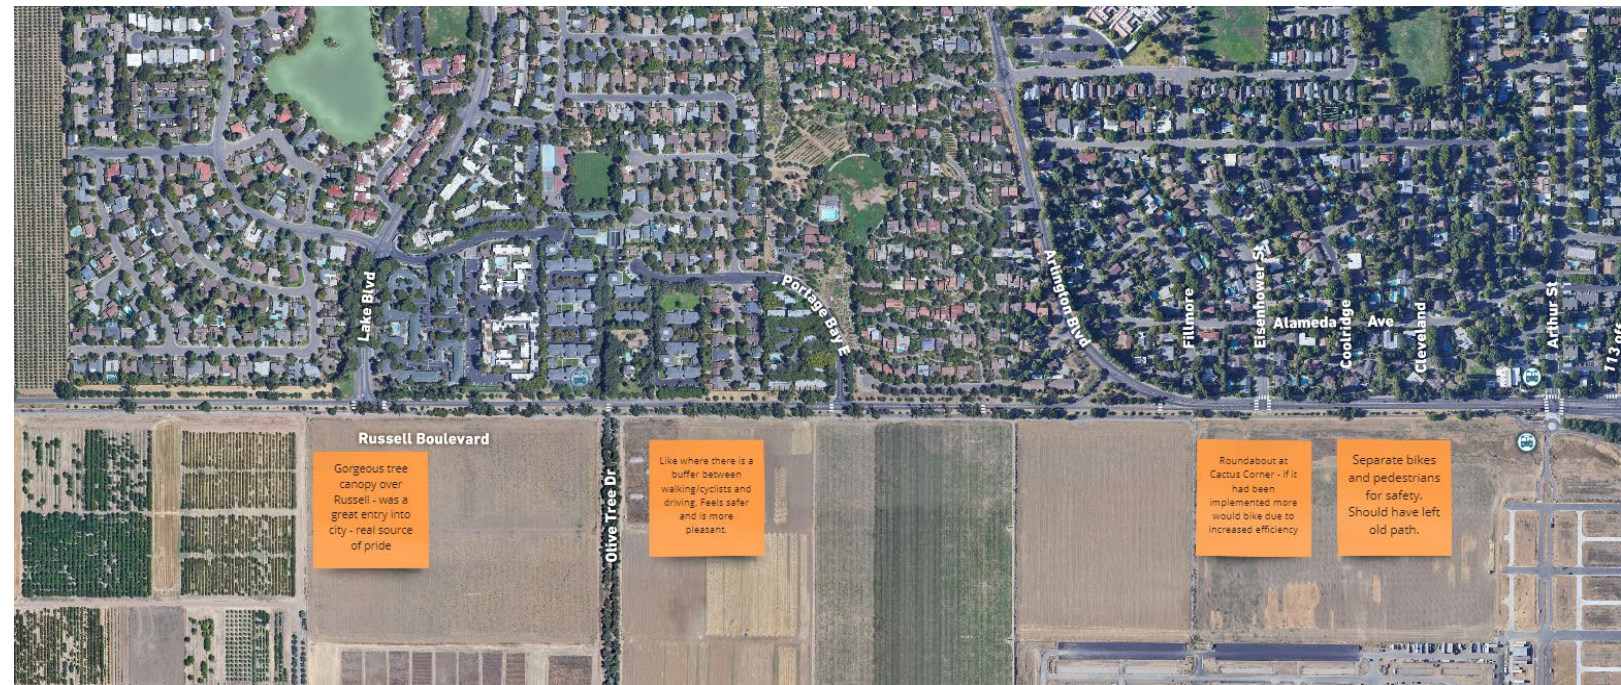 Lake Blvd
Portage Bay E
Arlington Blvd
Fillmore
Eisenhower St
Alameda Ave
Coolridge
Cleveland
Arthur St
Russell Boulevard
Olive Tree Dr
Gorgeous tree
canopy over
Russell - was a
great entry into
city - real source
of pride
Like where there is a
buffer between
walking/cyclists and
driving. Feels safer
and is more
pleasant.
Roundabout at
Cactus Corner - if it
had been
implemented more
would bike due to
increased efficiency
Separate bikes
and pedestrians
for safety.
Should have left
old path.